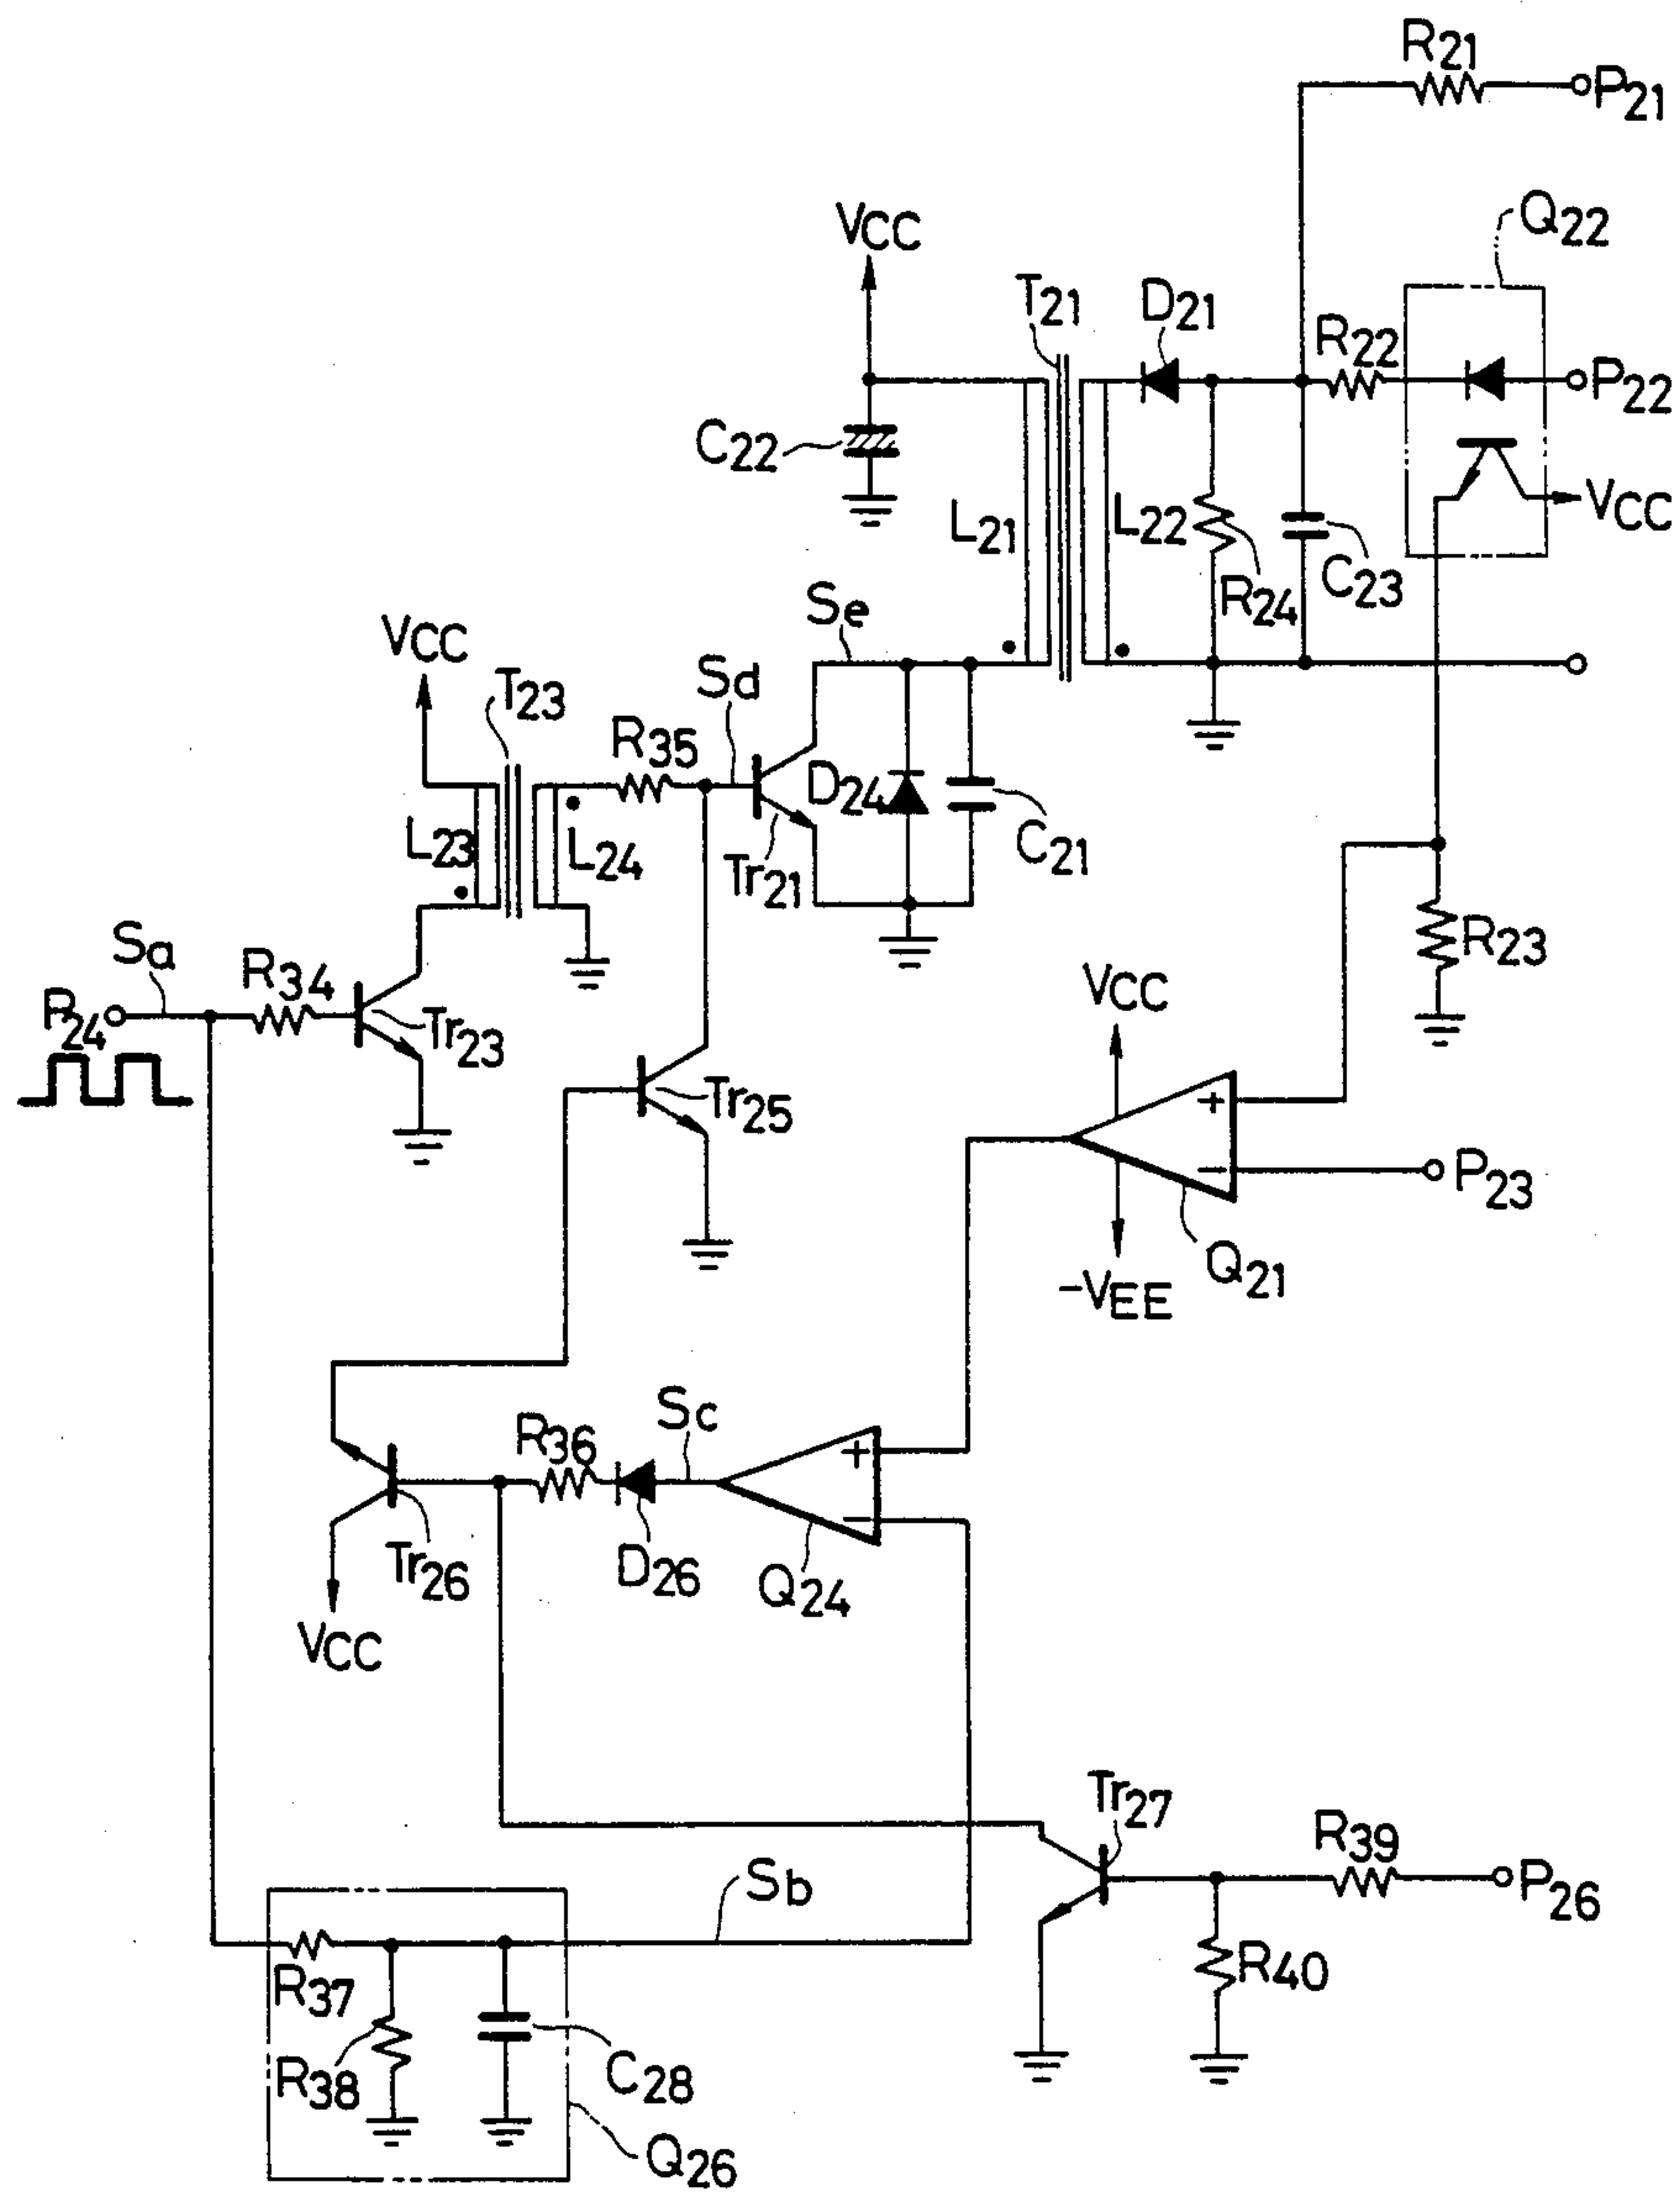 R21
P21
Q22
VCC
T21
D21
R22
P22
C22
VCC
L21
L22
R24
C23
Se
VCC
T23
Sd
R35
D24
C21
L23
L24
Tr21
R23
Sa
R34
VCC
P24
Tr23
Tr25
+
−
P23
Q21
-VEE
Sc
R36
+
−
Tr26
D26
Q24
VCC
Tr27
R39
Sb
P26
R37
R40
R38
C28
Q26